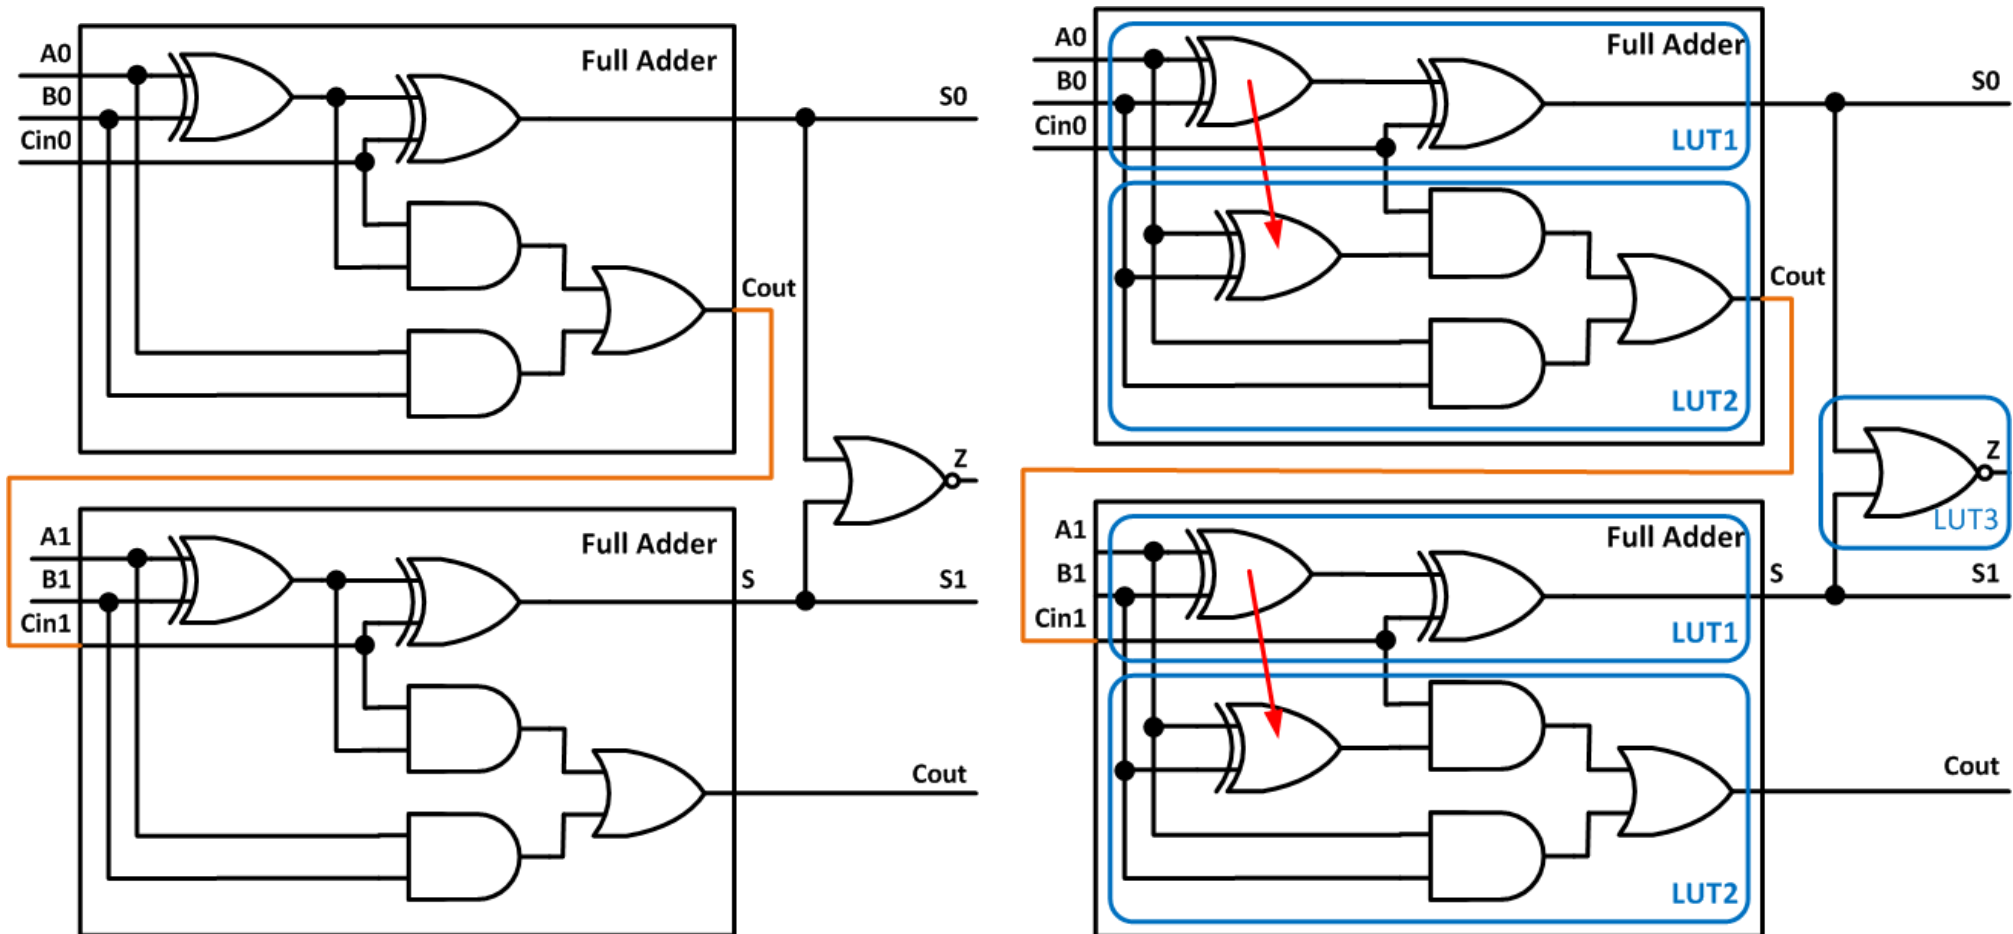 A0
Full Adder
B0
S0
Cin0
Cout
Z
A1
Full Adder
B1
S
S1
Cin1
Cout
A0
Full Adder
B0
S0
Cin0
LUT1
Cout
LUT2
Z
LUT3
A1
Full Adder
B1
S
S1
Cin1
LUT1
Cout
LUT2